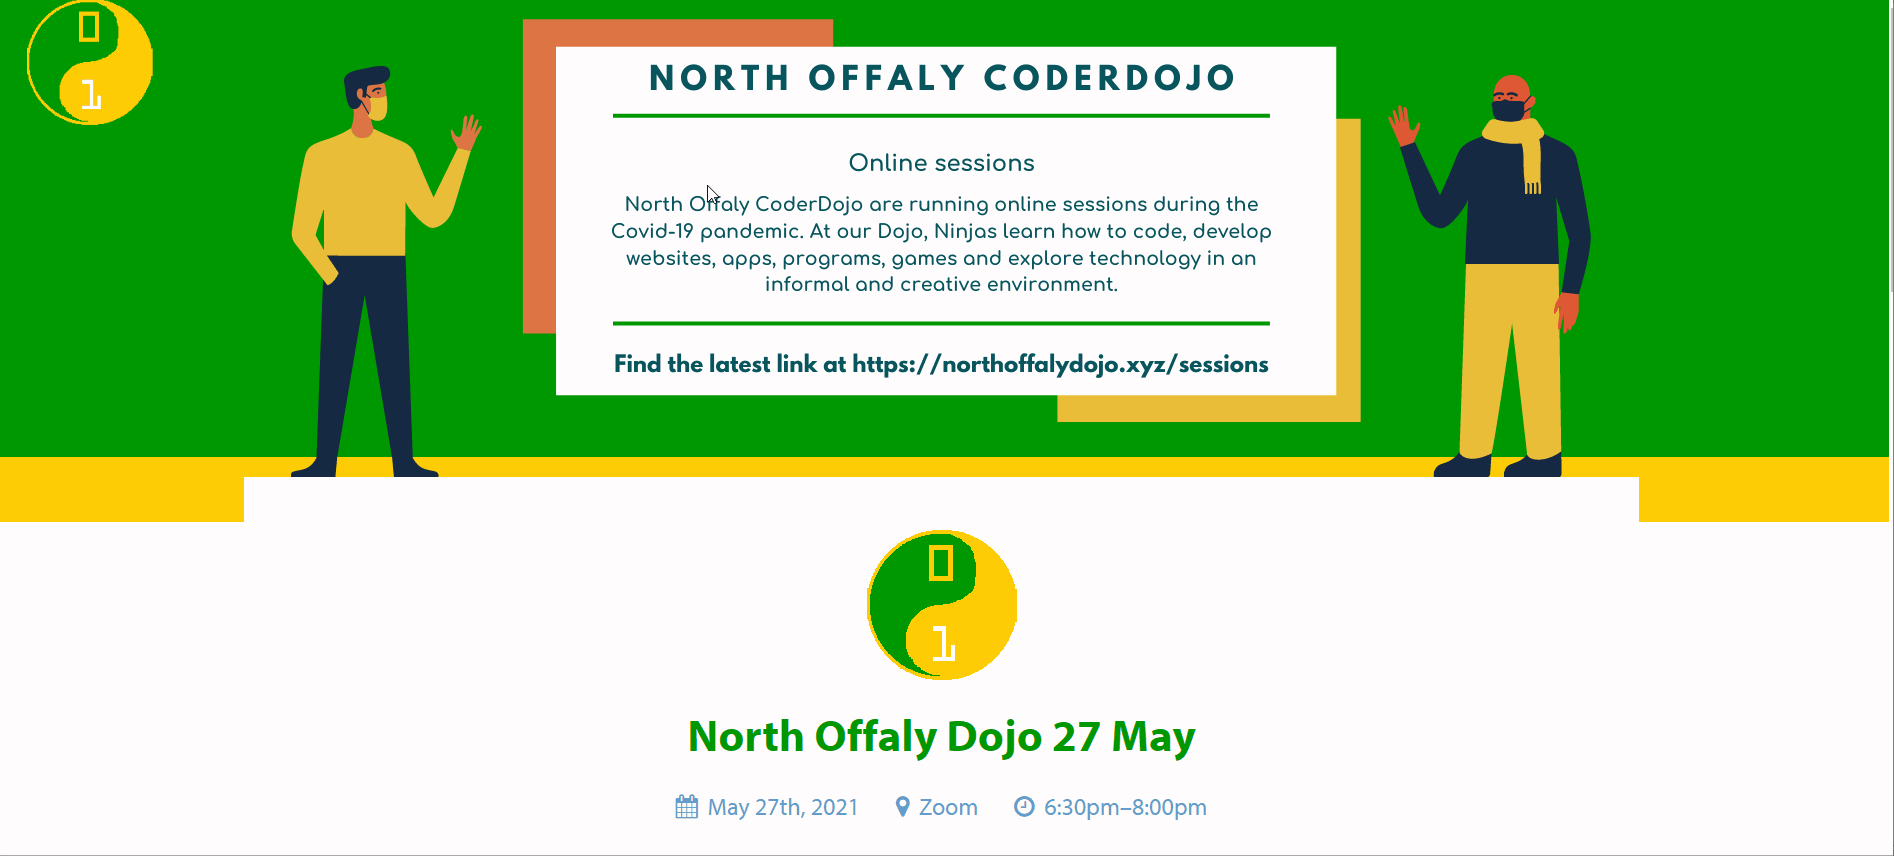 0
1
NORTH OFFALY CODERDOJO
Online sessions
North Offaly CoderDojo are running online sessions during the
Covid-19 pandemic. At our Dojo, Ninjas learn how to code, develop
websites, apps, programs, games and explore technology in an
informal and creative environment.
Find the latest link at https://northoffalydojo.xyz/sessions
0
1
North Offaly Dojo 27 May
May 27th, 2021 Zoom 6:30pm–8:00pm